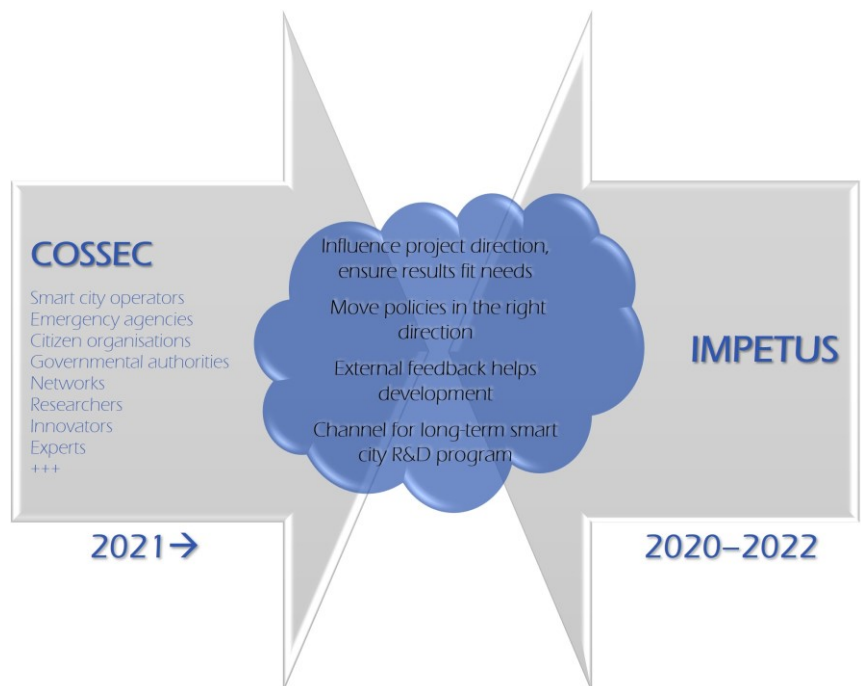 COSSEC
Smart city operators
Emergency agencies
Citizen organisations
Governmental authorities
Networks
Researchers
Innovators
Experts
+++
2021→
Influence project direction,
ensure results fit needs
Move policies in the right
direction
External feedback helps
development
Channel for long-term smart
city R&D program
IMPETUS
2020–2022